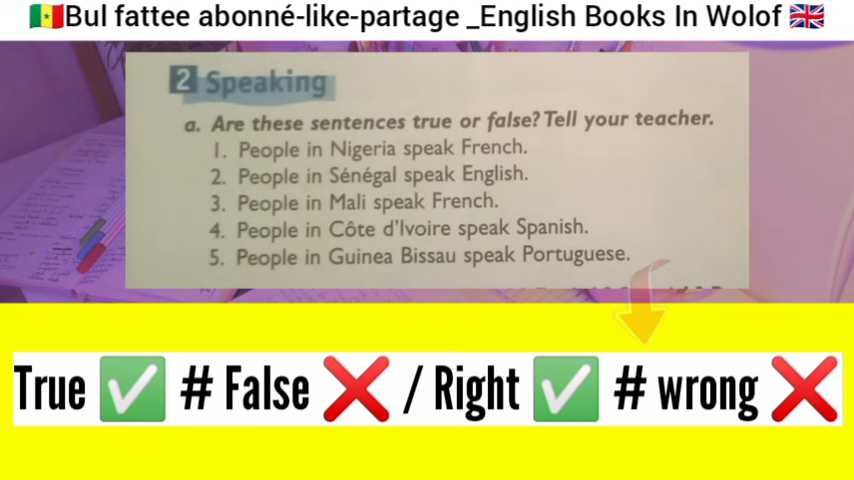 🇸🇳Bul fattee abonné-like-partage _English Books In Wolof 🇬🇧
2 Speaking
a. Are these sentences true or false? Tell your teacher.
1. People in Nigeria speak French.
2. People in Sénégal speak English.
3. People in Mali speak French.
4. People in Côte d'Ivoire speak Spanish.
5. People in Guinea Bissau speak Portuguese.
True ✅ # False ❌ / Right ✅ # wrong ❌